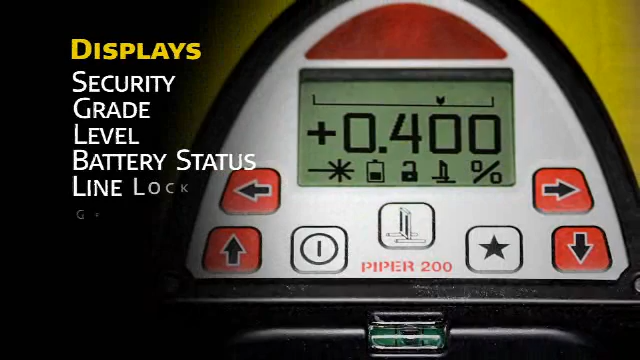 Displays
Security
Grade
Level
Battery Status
Line Lock
+0.400
%
PIPER 200